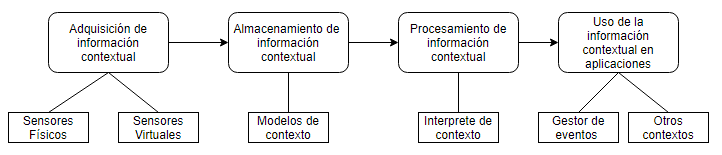 Adquisición de
información
contextual
Almacenamiento de
información
contextual
Procesamiento de
información
contextual
Uso de la
información
contextual en
aplicaciones
Sensores
Físicos
Sensores
Virtuales
Modelos de
contexto
Interprete de
contexto
Gestor de
eventos
Otros
contextos